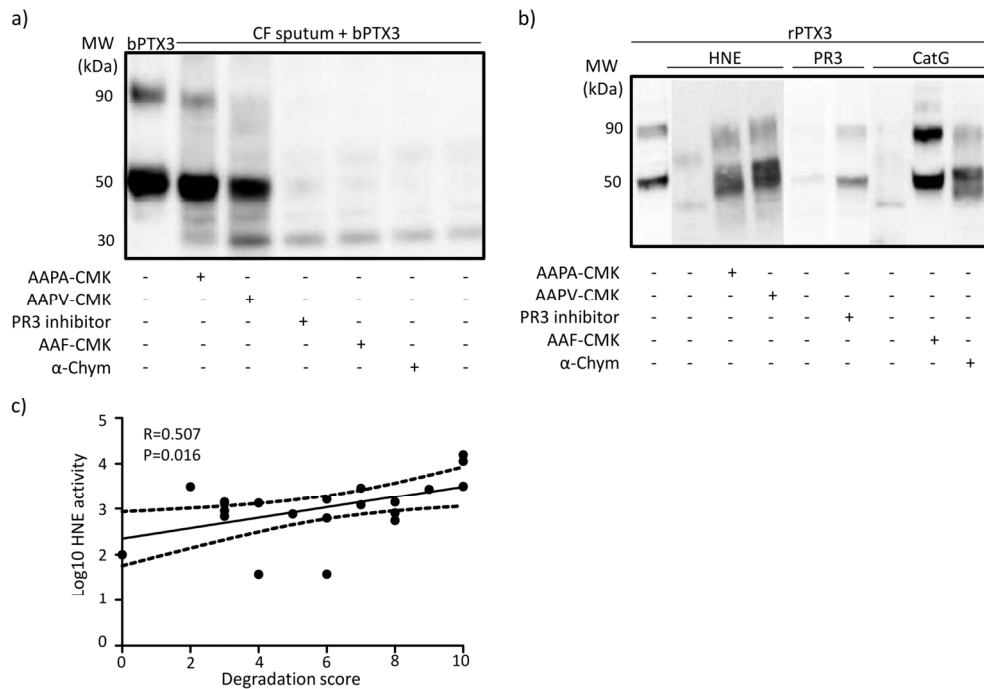 a)
CF sputum + bPTX3
MW bPTX3
(kDa)
90
50
30
AAPA-CMK - + - - - - -
AAPV-CMK - - + - - - -
PR3 inhibitor - - - + - - -
AAF-CMK - - - - + - -
α-Chym - - - - - + -
b)
rPTX3
HNE PR3 CatG
MW
(kDa)
90
50
AAPA-CMK - - + - - - - - -
AAPV-CMK - - - + - - - - -
PR3 inhibitor - - - - - + - - -
AAF-CMK - - - - - - - + -
α-Chym - - - - - - - - +
c)
R=0.507
P=0.016
Log10 HNE activity
5
4
3
2
1
0
0 2 4 6 8 10
Degradation score